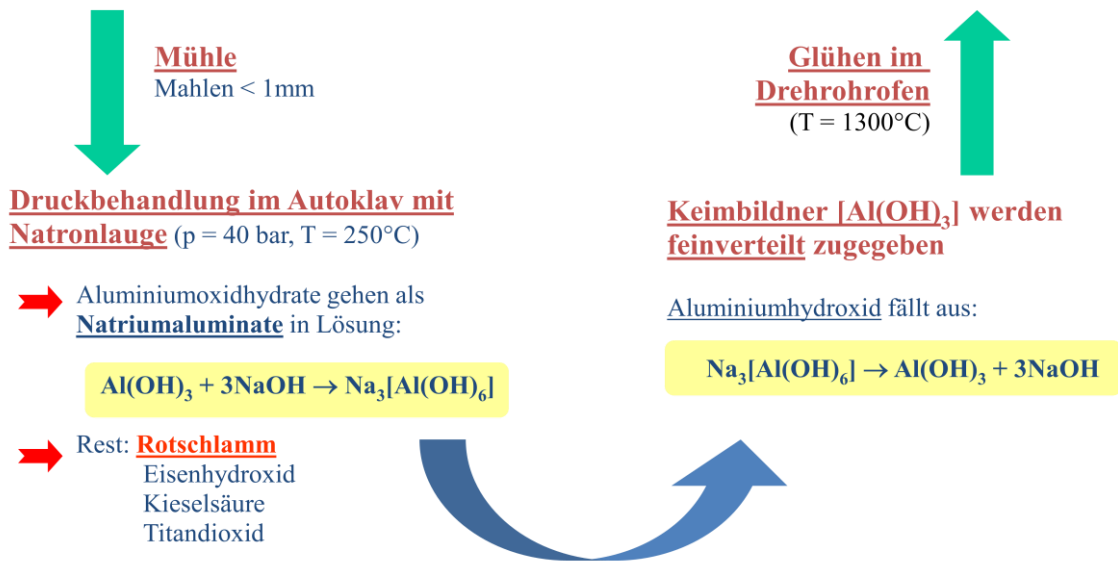 Mühle
Mahlen < 1mm
Druckbehandlung im Autoklav mit
Natronlauge (p = 40 bar, T = 250°C)
Aluminiumoxidhydrate gehen als
Natriumaluminate in Lösung:
Al(OH)₃ + 3NaOH → Na₃[Al(OH)₆]
Rest: Rotschlamm
Eisenhydroxid
Kieselsäure
Titandioxid
Glühen im
Drehrohrofen
(T = 1300°C)
Keimbildner [Al(OH)₃] werden
feinverteilt zugegeben
Aluminiumhydroxid fällt aus:
Na₃[Al(OH)₆] → Al(OH)₃ + 3NaOH